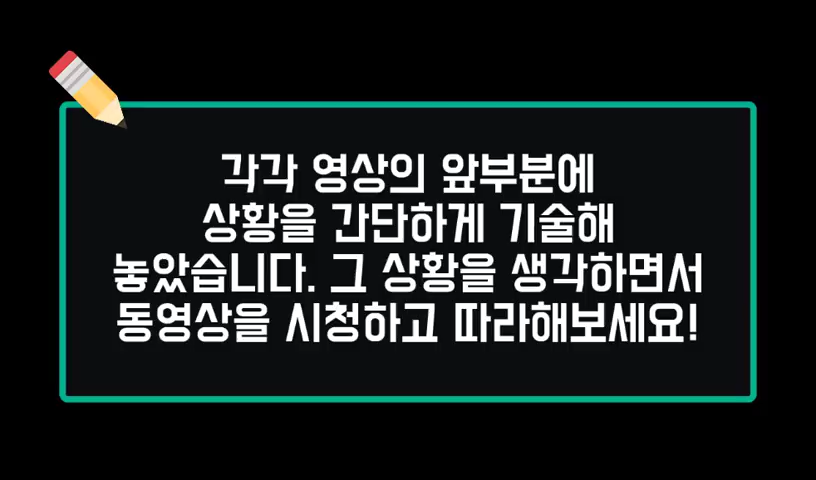 각각 영상의 앞부분에
상황을 간단하게 기술해
놓았습니다. 그 상황을 생각하면서
동영상을 시청하고 따라해보세요!